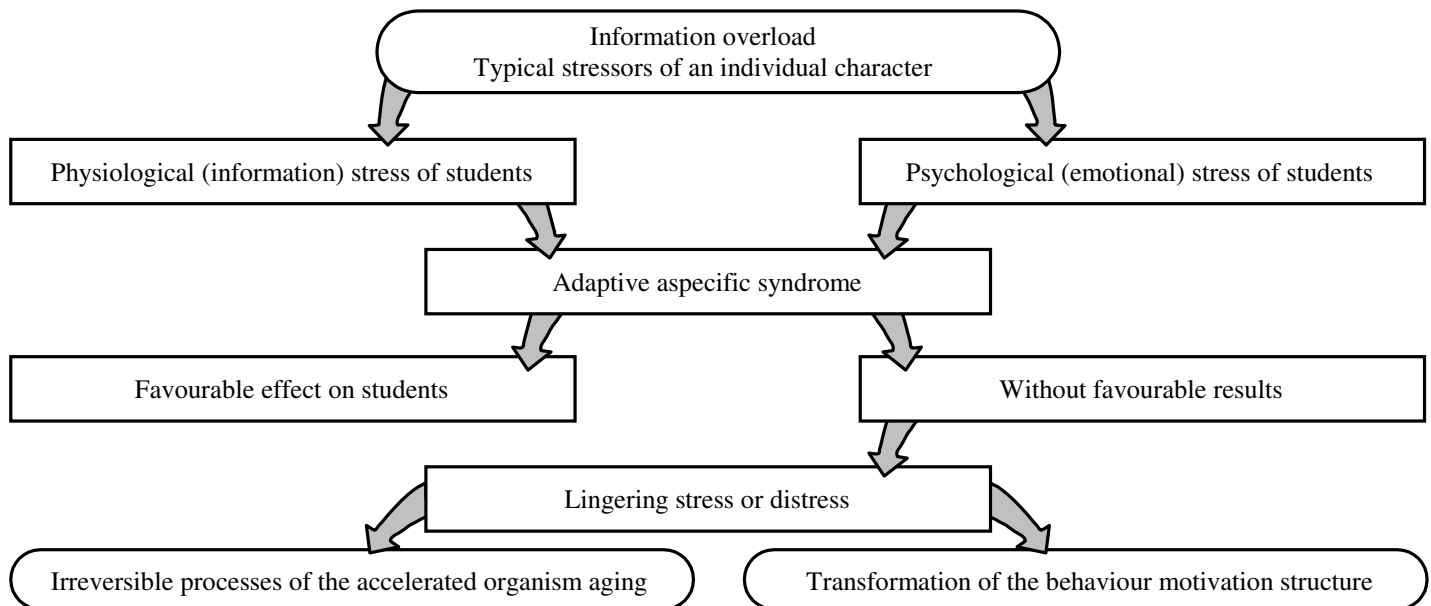 Information overload
Typical stressors of an individual character
Physiological (information) stress of students
Psychological (emotional) stress of students
Adaptive aspecific syndrome
Favourable effect on students
Without favourable results
Lingering stress or distress
Irreversible processes of the accelerated organism aging
Transformation of the behaviour motivation structure